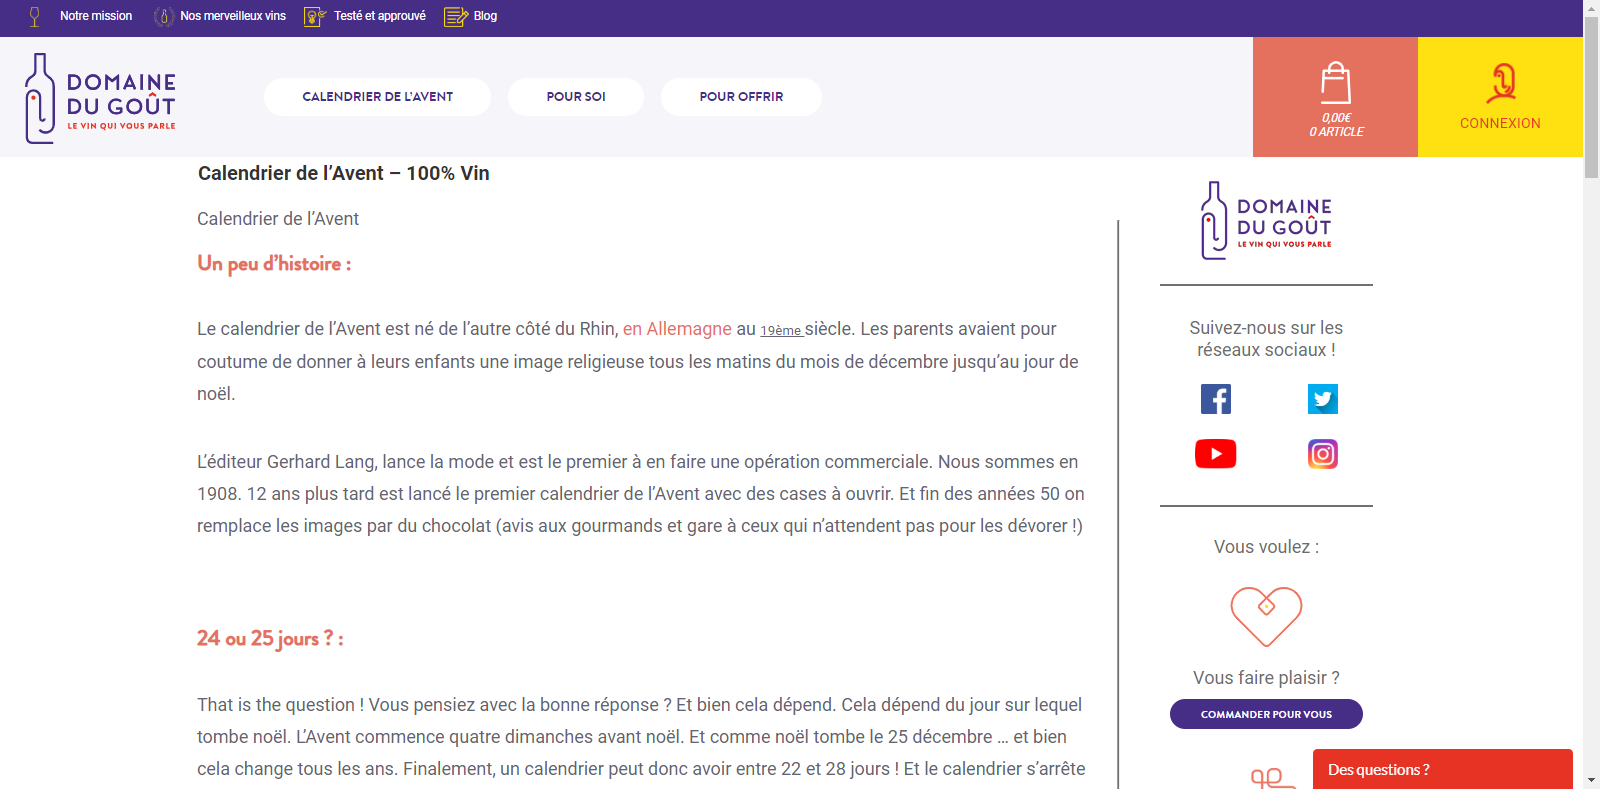 Notre mission
Nos merveilleux vins
Testé et approuvé
Blog
DOMAINE
DU GOÛT
LE VIN QUI VOUS PARLE
CALENDRIER DE L’AVENT
POUR SOI
POUR OFFRIR
0,00€
0 ARTICLE
CONNEXION
Calendrier de l’Avent – 100% Vin
Calendrier de l’Avent
Un peu d’histoire :
Le calendrier de l’Avent est né de l’autre côté du Rhin, en Allemagne au 19ème siècle. Les parents avaient pour
coutume de donner à leurs enfants une image religieuse tous les matins du mois de décembre jusqu’au jour de
noël.
L’éditeur Gerhard Lang, lance la mode et est le premier à en faire une opération commerciale. Nous sommes en
1908. 12 ans plus tard est lancé le premier calendrier de l’Avent avec des cases à ouvrir. Et fin des années 50 on
remplace les images par du chocolat (avis aux gourmands et gare à ceux qui n’attendent pas pour les dévorer !)
24 ou 25 jours ? :
That is the question ! Vous pensiez avec la bonne réponse ? Et bien cela dépend. Cela dépend du jour sur lequel
tombe noël. L’Avent commence quatre dimanches avant noël. Et comme noël tombe le 25 décembre … et bien
cela change tous les ans. Finalement, un calendrier peut donc avoir entre 22 et 28 jours ! Et le calendrier s’arrête
DOMAINE
DU GOÛT
LE VIN QUI VOUS PARLE
Suivez-nous sur les
réseaux sociaux !
Vous voulez :
Vous faire plaisir ?
COMMANDER POUR VOUS
Des questions ?